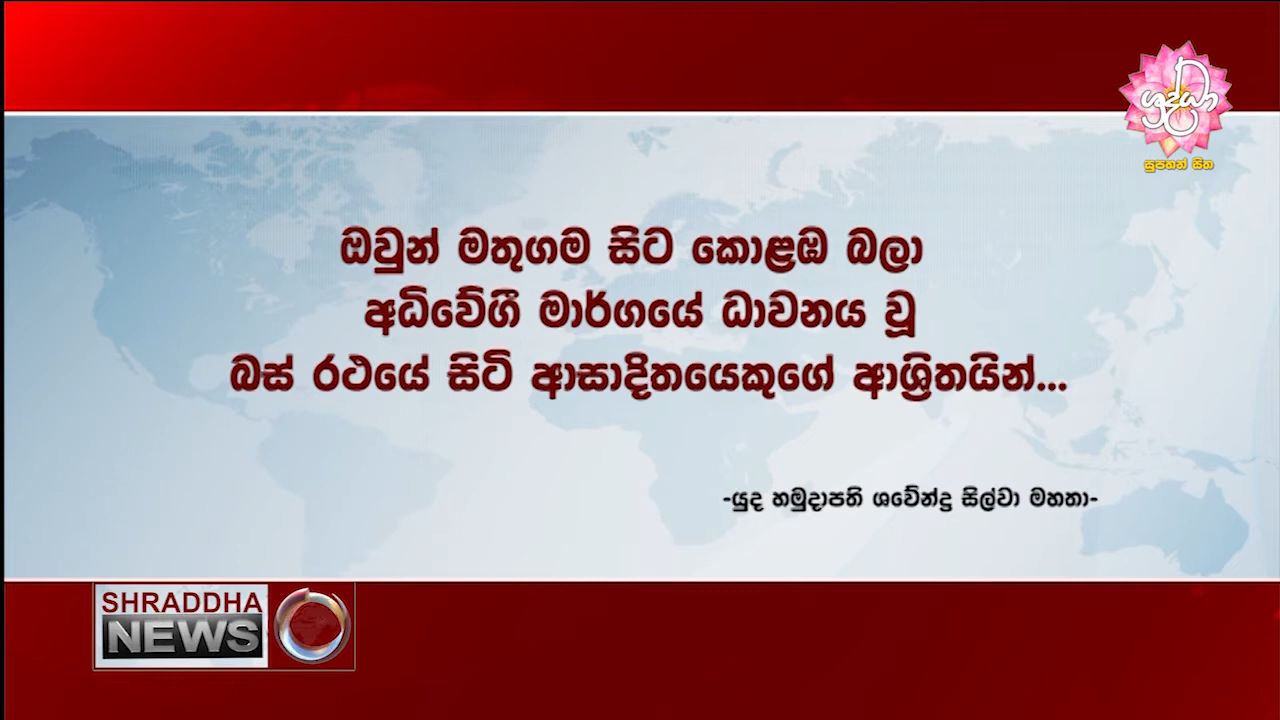 ශ්‍රද්ධා
සුපහන් සිත
ඔවුන් මතුගම සිට කොළඹ බලා
අධිවේගී මාර්ගයේ ධාවනය වූ
බස් රථයේ සිටි ආසාදිතයෙකුගේ ආශ්‍රිතයින්...
-යුද හමුදාපති ශවේන්ද්‍ර සිල්වා මහතා-
SHRADDHA
NEWS